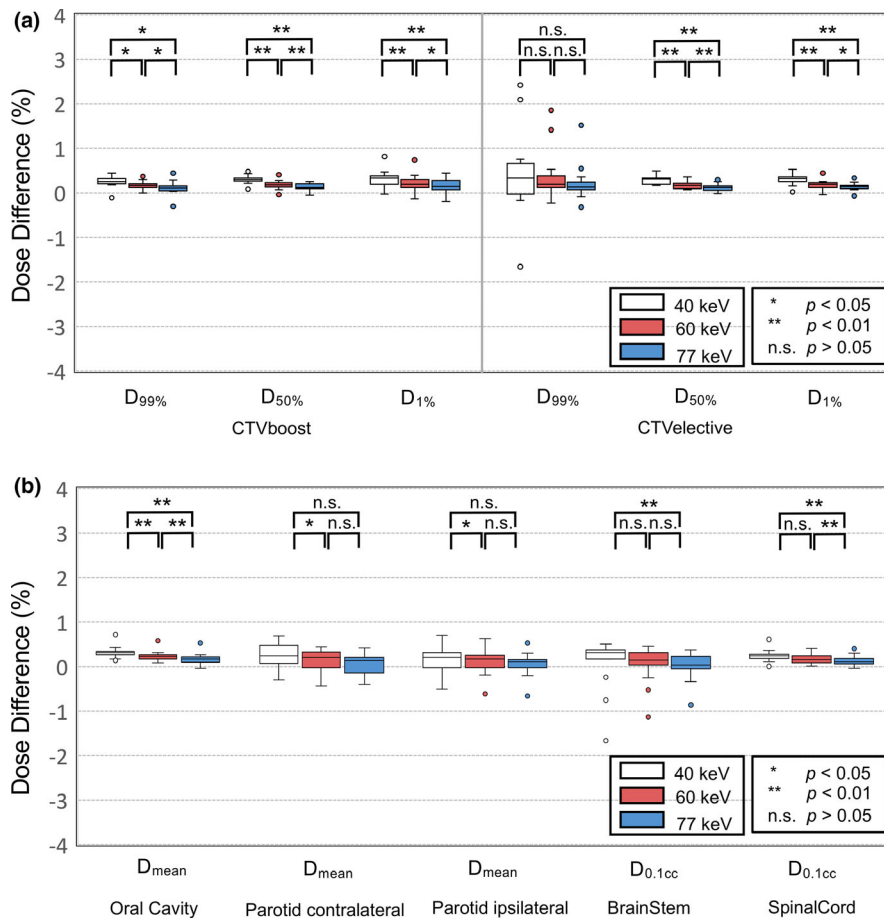 (a)
Dose Difference (%)
4
3
2
1
0
-1
-2
-3
-4
* ** ** n.s. ** **
* * ** ** ** * n.s. n.s. ** ** ** *
40 keV
60 keV
77 keV
* p < 0.05
** p < 0.01
n.s. p > 0.05
D99% D50% D1% D99% D50% D1%
CTVboost CTVelective
(b)
Dose Difference (%)
4
3
2
1
0
-1
-2
-3
-4
** n.s. n.s. ** **
** ** * n.s. * n.s. n.s. n.s. n.s. **
40 keV
60 keV
77 keV
* p < 0.05
** p < 0.01
n.s. p > 0.05
Dmean Dmean Dmean D0.1cc D0.1cc
Oral Cavity Parotid contralateral Parotid ipsilateral BrainStem SpinalCord